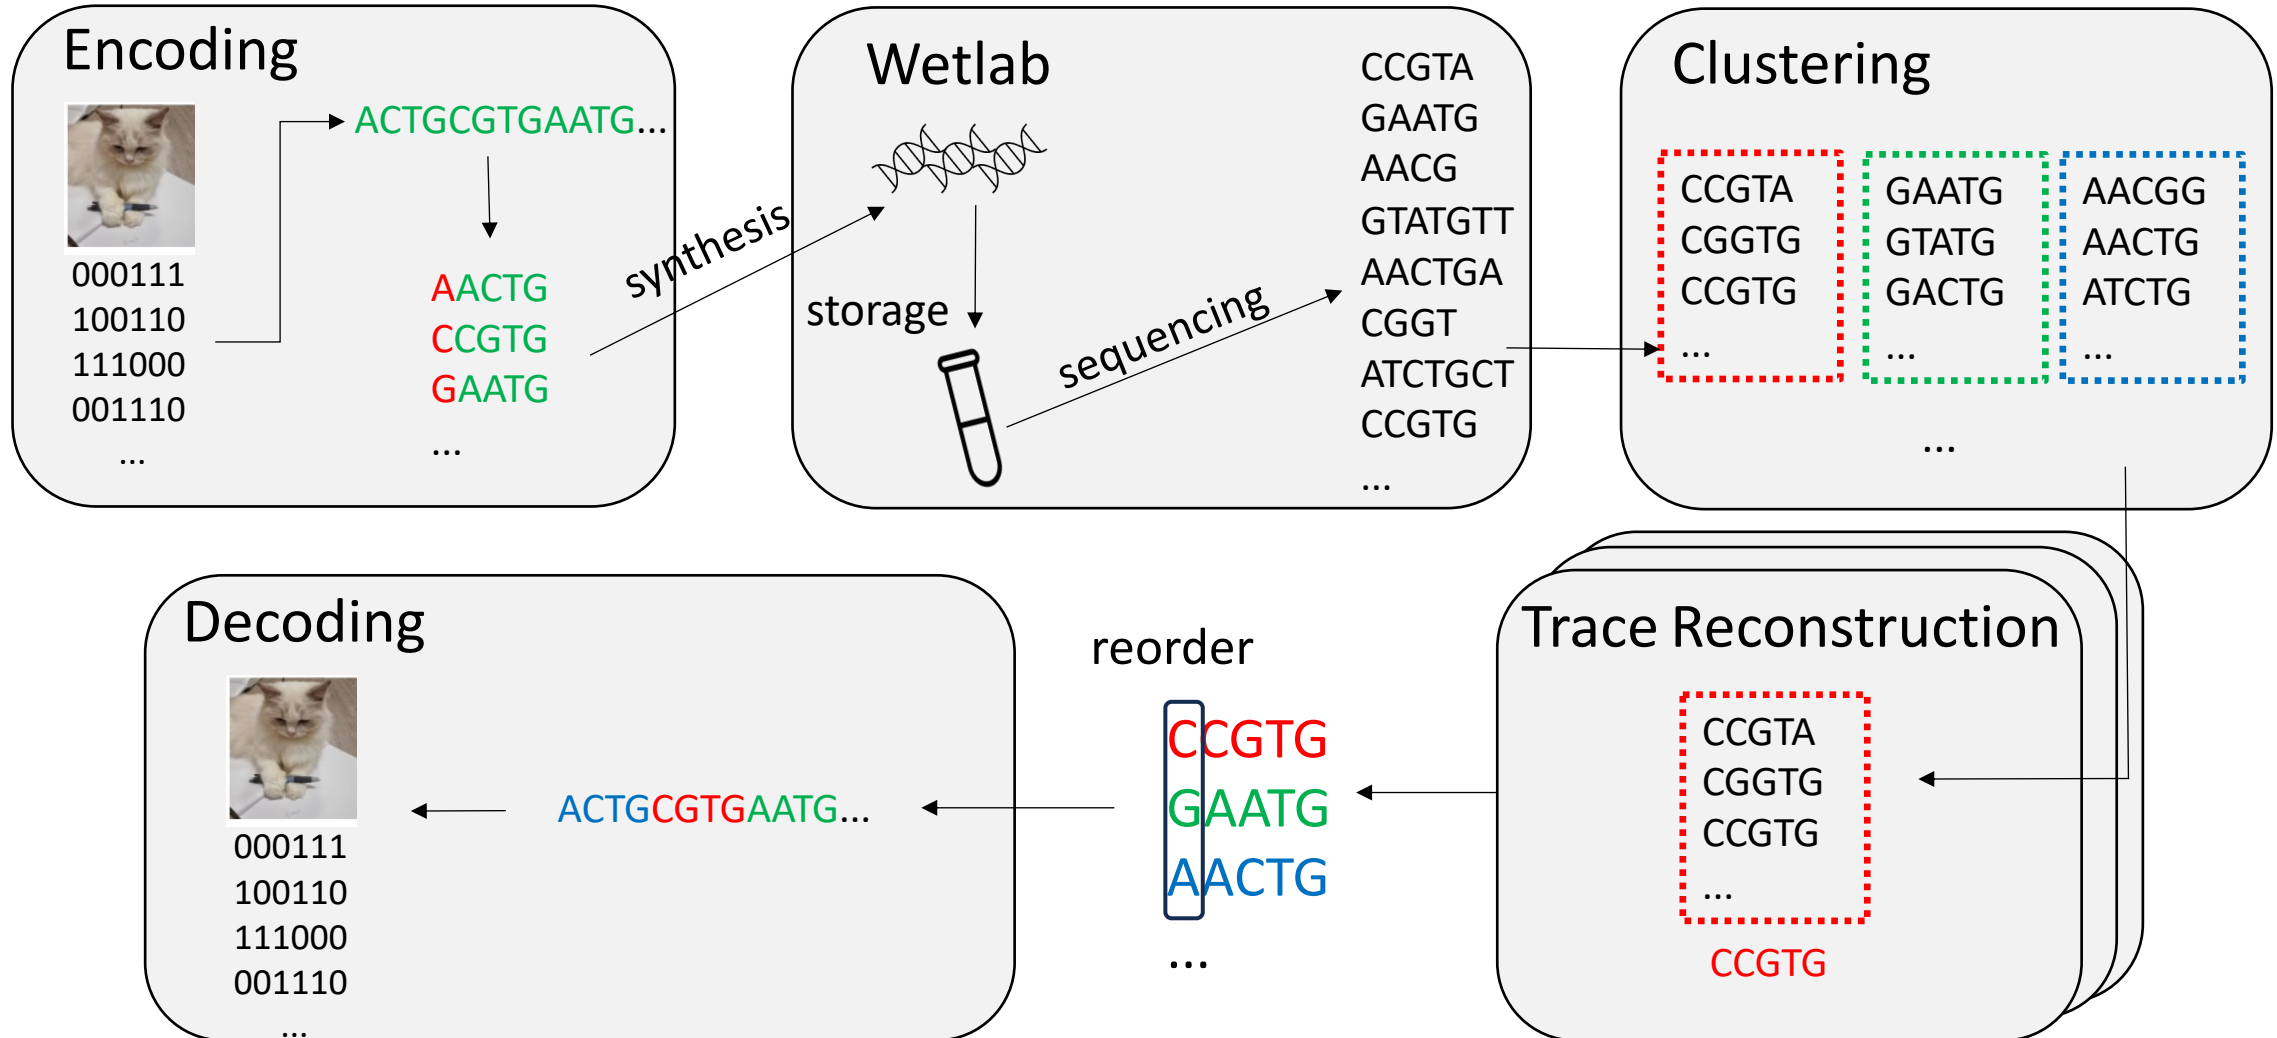 Encoding
ACTGCGTGAATG...
000111
100110
111000
001110
...
AACTG
CCGTG
GAATG
...
synthesis
Wetlab
storage
sequencing
CCGTA
GAATG
AACG
GTATGTT
AACTGA
CGGT
ATCTGCT
CCGTG
...
Clustering
CCGTA
CGGTG
CCGTG
...
GAATG
GTATG
GACTG
...
AACGG
AACTG
ATCTG
...
...
Trace Reconstruction
CCGTA
CGGTG
CCGTG
...
CCGTG
reorder
CCGTG
GAATG
AACTG
...
Decoding
ACTGCGTGAATG...
000111
100110
111000
001110
...